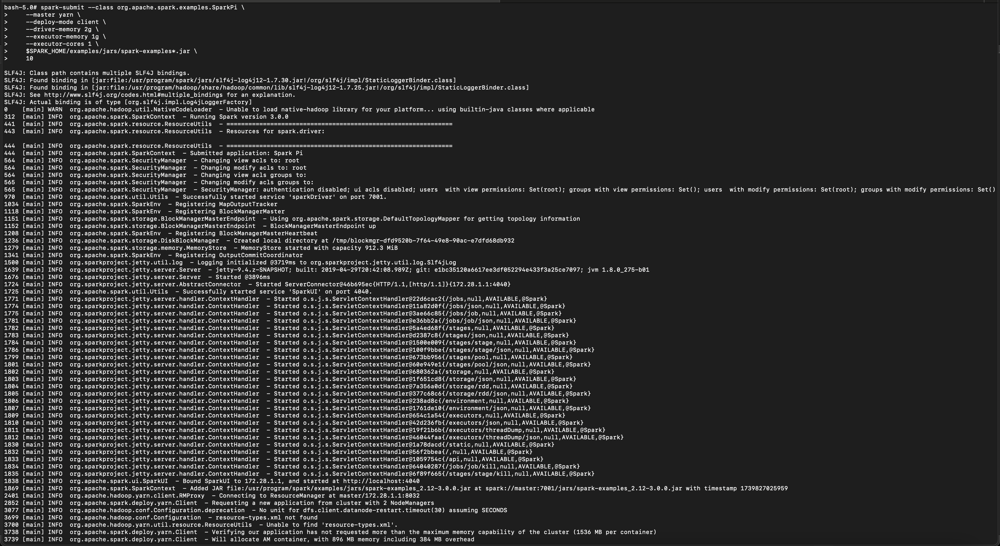 bash-5.0# spark-submit --class org.apache.spark.examples.SparkPi \
>     --master yarn \
>     --deploy-mode client \
>     --driver-memory 2g \
>     --executor-memory 1g \
>     --executor-cores 1 \
>     $SPARK_HOME/examples/jars/spark-examples*.jar \
>     10
SLF4J: Class path contains multiple SLF4J bindings.
SLF4J: Found binding in [jar:file:/usr/program/spark/jars/slf4j-log4j12-1.7.30.jar!/org/slf4j/impl/StaticLoggerBinder.class]
SLF4J: Found binding in [jar:file:/usr/program/hadoop/share/hadoop/common/lib/slf4j-log4j12-1.7.25.jar!/org/slf4j/impl/StaticLoggerBinder.class]
SLF4J: See http://www.slf4j.org/codes.html#multiple_bindings for an explanation.
SLF4J: Actual binding is of type [org.slf4j.impl.Log4jLoggerFactory]
0    [main] WARN  org.apache.hadoop.util.NativeCodeLoader  - Unable to load native-hadoop library for your platform... using builtin-java classes where applicable
312  [main] INFO  org.apache.spark.SparkContext  - Running Spark version 3.0.0
441  [main] INFO  org.apache.spark.resource.ResourceUtils  - ==============================================================
443  [main] INFO  org.apache.spark.resource.ResourceUtils  - Resources for spark.driver:
444  [main] INFO  org.apache.spark.resource.ResourceUtils  - ==============================================================
444  [main] INFO  org.apache.spark.SparkContext  - Submitted application: Spark Pi
564  [main] INFO  org.apache.spark.SecurityManager  - Changing view acls to: root
564  [main] INFO  org.apache.spark.SecurityManager  - Changing modify acls to: root
564  [main] INFO  org.apache.spark.SecurityManager  - Changing view acls groups to:
565  [main] INFO  org.apache.spark.SecurityManager  - Changing modify acls groups to:
565  [main] INFO  org.apache.spark.SecurityManager  - SecurityManager: authentication disabled; ui acls disabled; users  with view permissions: Set(root); groups with view permissions: Set(); users  with modify permissions: Set(root); groups with modify permissions: Set()
970  [main] INFO  org.apache.spark.util.Utils  - Successfully started service 'sparkDriver' on port 7001.
1034 [main] INFO  org.apache.spark.SparkEnv  - Registering MapOutputTracker
1118 [main] INFO  org.apache.spark.SparkEnv  - Registering BlockManagerMaster
1151 [main] INFO  org.apache.spark.storage.BlockManagerMasterEndpoint  - Using org.apache.spark.storage.DefaultTopologyMapper for getting topology information
1152 [main] INFO  org.apache.spark.storage.BlockManagerMasterEndpoint  - BlockManagerMasterEndpoint up
1208 [main] INFO  org.apache.spark.SparkEnv  - Registering BlockManagerMasterHeartbeat
1236 [main] INFO  org.apache.spark.storage.DiskBlockManager  - Created local directory at /tmp/blockmgr-dfd9520b-7f64-49e8-90ac-e7dfd68db932
1279 [main] INFO  org.apache.spark.storage.memory.MemoryStore  - MemoryStore started with capacity 912.3 MiB
1341 [main] INFO  org.apache.spark.SparkEnv  - Registering OutputCommitCoordinator
1500 [main] INFO  org.sparkproject.jetty.util.log  - Logging initialized @3719ms to org.sparkproject.jetty.util.log.Slf4jLog
1639 [main] INFO  org.sparkproject.jetty.server.Server  - jetty-9.4.z-SNAPSHOT; built: 2019-04-29T20:42:08.989Z; git: e1bc35120a6617ee3df052294e433f3a25ce7097; jvm 1.8.0_275-b01
1676 [main] INFO  org.sparkproject.jetty.server.Server  - Started @3896ms
1724 [main] INFO  org.sparkproject.jetty.server.AbstractConnector  - Started ServerConnector@46b695ec{HTTP/1.1,[http/1.1]}{172.28.1.1:4040}
1725 [main] INFO  org.apache.spark.util.Utils  - Successfully started service 'SparkUI' on port 4040.
1771 [main] INFO  org.sparkproject.jetty.server.handler.ContextHandler  - Started o.s.j.s.ServletContextHandler@22d6cac2{/jobs,null,AVAILABLE,@Spark}
1774 [main] INFO  org.sparkproject.jetty.server.handler.ContextHandler  - Started o.s.j.s.ServletContextHandler@11a82d0f{/jobs/json,null,AVAILABLE,@Spark}
1775 [main] INFO  org.sparkproject.jetty.server.handler.ContextHandler  - Started o.s.j.s.ServletContextHandler@3ae66c85{/jobs/job,null,AVAILABLE,@Spark}
1781 [main] INFO  org.sparkproject.jetty.server.handler.ContextHandler  - Started o.s.j.s.ServletContextHandler@e36bb2a{/jobs/job/json,null,AVAILABLE,@Spark}
1782 [main] INFO  org.sparkproject.jetty.server.handler.ContextHandler  - Started o.s.j.s.ServletContextHandler@5a4ed68f{/stages,null,AVAILABLE,@Spark}
1783 [main] INFO  org.sparkproject.jetty.server.handler.ContextHandler  - Started o.s.j.s.ServletContextHandler@d2387c8{/stages/json,null,AVAILABLE,@Spark}
1784 [main] INFO  org.sparkproject.jetty.server.handler.ContextHandler  - Started o.s.j.s.ServletContextHandler@1500e009{/stages/stage,null,AVAILABLE,@Spark}
1786 [main] INFO  org.sparkproject.jetty.server.handler.ContextHandler  - Started o.s.j.s.ServletContextHandler@100f9bbe{/stages/stage/json,null,AVAILABLE,@Spark}
1799 [main] INFO  org.sparkproject.jetty.server.handler.ContextHandler  - Started o.s.j.s.ServletContextHandler@673bb956{/stages/pool,null,AVAILABLE,@Spark}
1801 [main] INFO  org.sparkproject.jetty.server.handler.ContextHandler  - Started o.s.j.s.ServletContextHandler@60e949e1{/stages/pool/json,null,AVAILABLE,@Spark}
1802 [main] INFO  org.sparkproject.jetty.server.handler.ContextHandler  - Started o.s.j.s.ServletContextHandler@680362a{/storage,null,AVAILABLE,@Spark}
1803 [main] INFO  org.sparkproject.jetty.server.handler.ContextHandler  - Started o.s.j.s.ServletContextHandler@1f651cd8{/storage/json,null,AVAILABLE,@Spark}
1804 [main] INFO  org.sparkproject.jetty.server.handler.ContextHandler  - Started o.s.j.s.ServletContextHandler@7a356a0d{/storage/rdd,null,AVAILABLE,@Spark}
1805 [main] INFO  org.sparkproject.jetty.server.handler.ContextHandler  - Started o.s.j.s.ServletContextHandler@377c68c6{/storage/rdd/json,null,AVAILABLE,@Spark}
1806 [main] INFO  org.sparkproject.jetty.server.handler.ContextHandler  - Started o.s.j.s.ServletContextHandler@238ad8c{/environment,null,AVAILABLE,@Spark}
1807 [main] INFO  org.sparkproject.jetty.server.handler.ContextHandler  - Started o.s.j.s.ServletContextHandler@1761de10{/environment/json,null,AVAILABLE,@Spark}
1809 [main] INFO  org.sparkproject.jetty.server.handler.ContextHandler  - Started o.s.j.s.ServletContextHandler@654c1a54{/executors,null,AVAILABLE,@Spark}
1810 [main] INFO  org.sparkproject.jetty.server.handler.ContextHandler  - Started o.s.j.s.ServletContextHandler@42d236fb{/executors/json,null,AVAILABLE,@Spark}
1811 [main] INFO  org.sparkproject.jetty.server.handler.ContextHandler  - Started o.s.j.s.ServletContextHandler@19f21b6b{/executors/threadDump,null,AVAILABLE,@Spark}
1812 [main] INFO  org.sparkproject.jetty.server.handler.ContextHandler  - Started o.s.j.s.ServletContextHandler@46044faa{/executors/threadDump/json,null,AVAILABLE,@Spark}
1830 [main] INFO  org.sparkproject.jetty.server.handler.ContextHandler  - Started o.s.j.s.ServletContextHandler@1a78dacd{/static,null,AVAILABLE,@Spark}
1832 [main] INFO  org.sparkproject.jetty.server.handler.ContextHandler  - Started o.s.j.s.ServletContextHandler@56f2bbea{/,null,AVAILABLE,@Spark}
1833 [main] INFO  org.sparkproject.jetty.server.handler.ContextHandler  - Started o.s.j.s.ServletContextHandler@1059754c{/api,null,AVAILABLE,@Spark}
1834 [main] INFO  org.sparkproject.jetty.server.handler.ContextHandler  - Started o.s.j.s.ServletContextHandler@64040287{/jobs/job/kill,null,AVAILABLE,@Spark}
1835 [main] INFO  org.sparkproject.jetty.server.handler.ContextHandler  - Started o.s.j.s.ServletContextHandler@6f89f665{/stages/stage/kill,null,AVAILABLE,@Spark}
1838 [main] INFO  org.apache.spark.ui.SparkUI  - Bound SparkUI to 172.28.1.1, and started at http://localhost:4040
1869 [main] INFO  org.apache.spark.SparkContext  - Added JAR file:/usr/program/spark/examples/jars/spark-examples_2.12-3.0.0.jar at spark://master:7001/jars/spark-examples_2.12-3.0.0.jar with timestamp 1739827025959
2401 [main] INFO  org.apache.hadoop.yarn.client.RMProxy  - Connecting to ResourceManager at master/172.28.1.1:8032
2852 [main] INFO  org.apache.spark.deploy.yarn.Client  - Requesting a new application from cluster with 2 NodeManagers
3077 [main] INFO  org.apache.hadoop.conf.Configuration.deprecation  - No unit for dfs.client.datanode-restart.timeout(30) assuming SECONDS
3699 [main] INFO  org.apache.hadoop.conf.Configuration  - resource-types.xml not found
3700 [main] INFO  org.apache.hadoop.yarn.util.resource.ResourceUtils  - Unable to find 'resource-types.xml'.
3738 [main] INFO  org.apache.spark.deploy.yarn.Client  - Verifying our application has not requested more than the maximum memory capability of the cluster (1536 MB per container)
3739 [main] INFO  org.apache.spark.deploy.yarn.Client  - Will allocate AM container, with 896 MB memory including 384 MB overhead